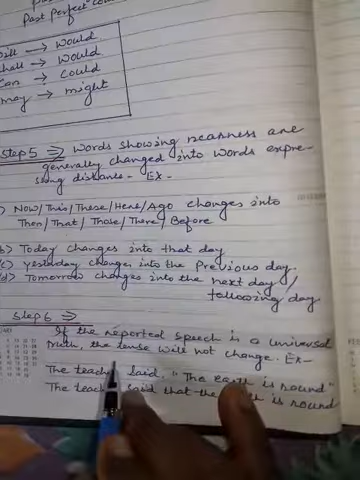 past
Past Perfect con
Will → Would
Shall → Would
Can → Could
may → might
Step 5 ⇒ Words showing nearness are
generally changed into words expre-
ssing distance - Ex -
Now/This/These/Here/Ago changes into
Then/That/Those/There/Before
b) Today changes into that day
(c) yesterday changes into the Previous day.
(d) Tomorrow changes into the next day/
following day
Step 6 ⇒
If the reported speech is a universal
truth, the tense will not change. Ex -
The teacher Said, "The earth is round"
The said that the is round